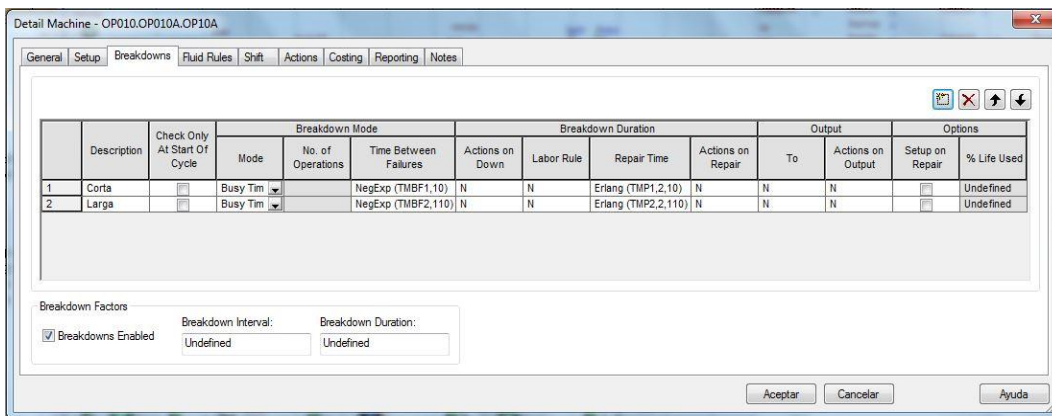 Detail Machine - OP010.OP010A.OP10A
General Setup Breakdowns Fluid Rules Shift Actions Costing Reporting Notes
Breakdown Mode Breakdown Duration Output Options
Description Check Only At Start Of Cycle Mode No. of Operations Time Between Failures Actions on Down Labor Rule Repair Time Actions on Repair To Actions on Output Setup on Repair % Life Used
1 Corta Busy Tim NegExp (TMBF1,10) N N Erlang (TMP1,2,10) N N N Undefined
2 Larga Busy Tim NegExp (TMBF2,110) N N Erlang (TMP2,2,110) N N N Undefined
Breakdown Factors
Breakdown Interval: Breakdown Duration:
Breakdowns Enabled Undefined Undefined
Aceptar Cancelar Ayuda